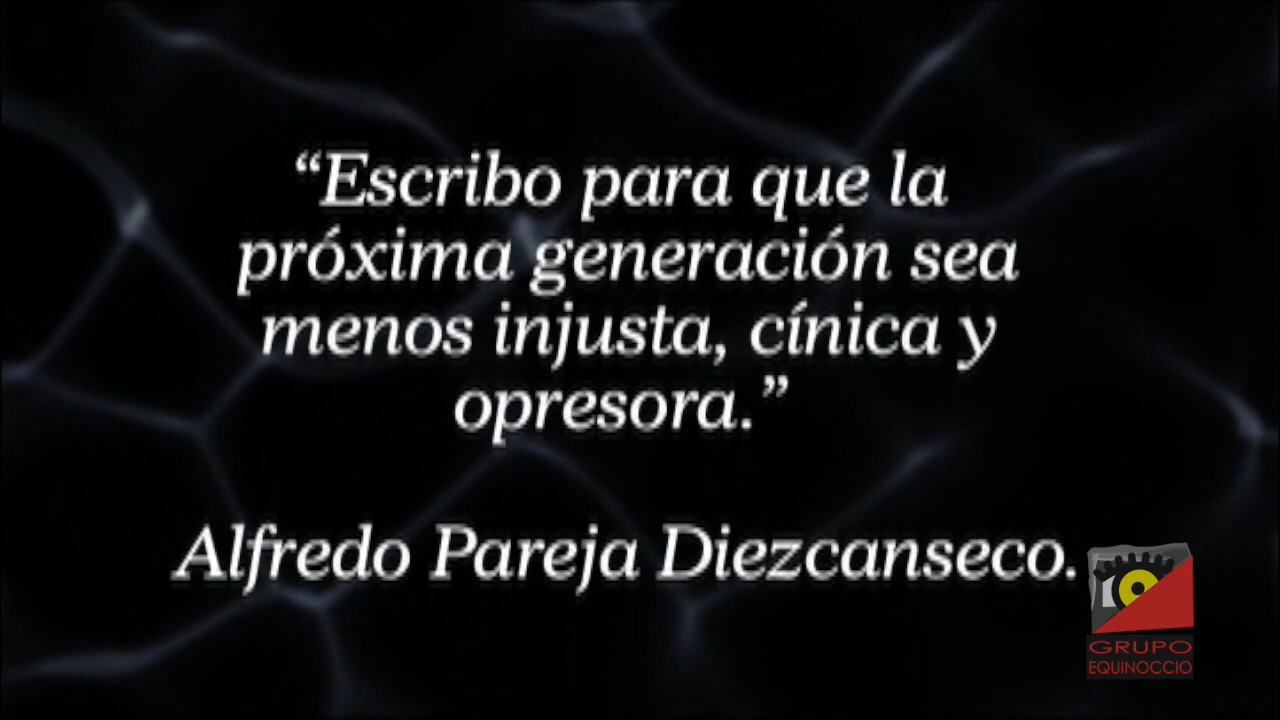 “Escribo para que la
próxima generación sea
menos injusta, cínica y
opresora.”
Alfredo Pareja Diezcanseco.
GRUPO
EQUINOCCIO